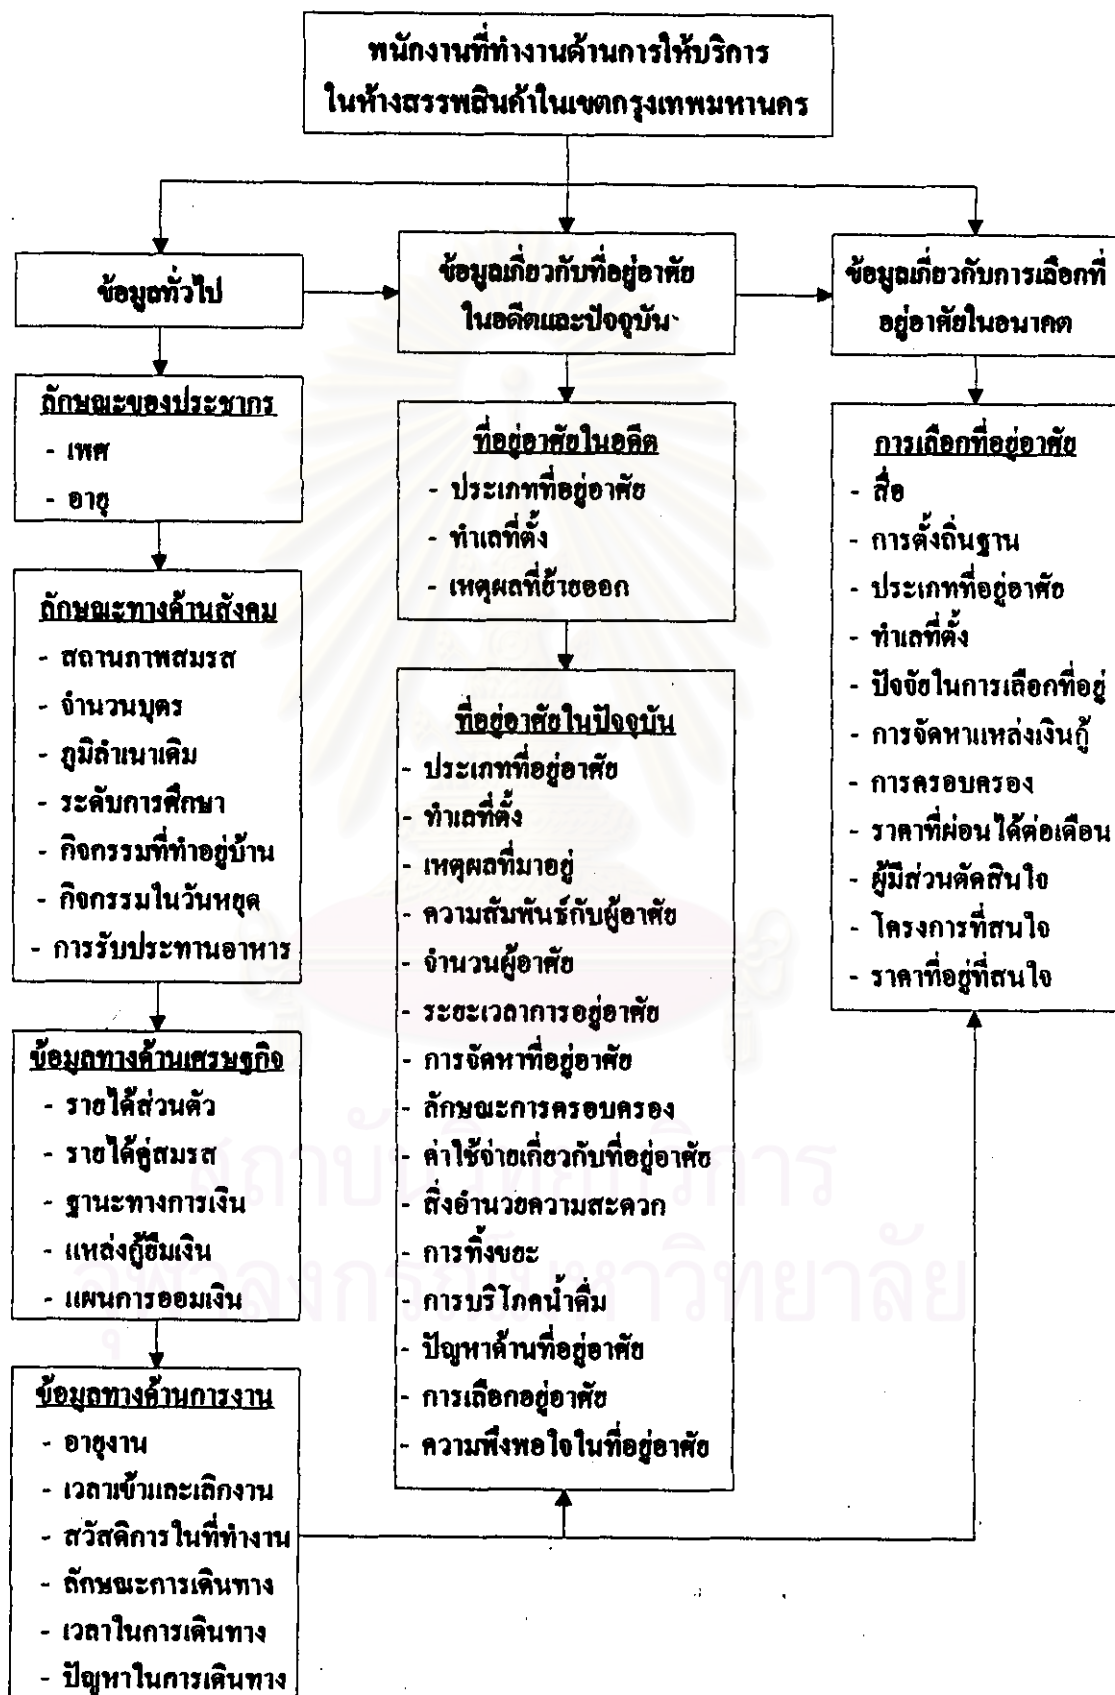 พนักงานที่ทำงานด้านการให้บริการ
ในห้างสรรพสินค้าในเขตกรุงเทพมหานคร
ข้อมูลทั่วไป
ข้อมูลเกี่ยวกับที่อยู่อาศัย
ในอดีตและปัจจุบัน
ข้อมูลเกี่ยวกับการเลือกที่
อยู่อาศัยในอนาคต
ลักษณะของประชากร
- เพศ
- อายุ
ลักษณะทางด้านสังคม
- สถานภาพสมรส
- จำนวนบุตร
- ภูมิลำเนาเดิม
- ระดับการศึกษา
- กิจกรรมที่ทำอยู่บ้าน
- กิจกรรมในวันหยุด
- การรับประทานอาหาร
ข้อมูลทางด้านเศรษฐกิจ
- รายได้ส่วนตัว
- รายได้คู่สมรส
- ฐานะทางการเงิน
- แหล่งกู้ยืมเงิน
- แผนการออมเงิน
ข้อมูลทางด้านการงาน
- อายุงาน
- เวลาเข้าและเลิกงาน
- สวัสดิการในที่ทำงาน
- ลักษณะการเดินทาง
- เวลาในการเดินทาง
- ปัญหาในการเดินทาง
ที่อยู่อาศัยในอดีต
- ประเภทที่อยู่อาศัย
- ทำเลที่ตั้ง
- เหตุผลที่ย้ายออก
ที่อยู่อาศัยในปัจจุบัน
- ประเภทที่อยู่อาศัย
- ทำเลที่ตั้ง
- เหตุผลที่มาอยู่
- ความสัมพันธ์กับผู้อาศัย
- จำนวนผู้อาศัย
- ระยะเวลาการอยู่อาศัย
- การจัดหาที่อยู่อาศัย
- ลักษณะการครอบครอง
- ค่าใช้จ่ายเกี่ยวกับที่อยู่อาศัย
- สิ่งอำนวยความสะดวก
- การทิ้งขยะ
- การบริโภคน้ำดื่ม
- ปัญหาด้านที่อยู่อาศัย
- การเลือกอยู่อาศัย
- ความพึงพอใจในที่อยู่อาศัย
การเลือกที่อยู่อาศัย
- สื่อ
- การตั้งถิ่นฐาน
- ประเภทที่อยู่อาศัย
- ทำเลที่ตั้ง
- ปัจจัยในการเลือกที่อยู่
- การจัดหาแหล่งเงินกู้
- การครอบครอง
- ราคาที่ผ่อนได้ต่อเดือน
- ผู้มีส่วนตัดสินใจ
- โครงการที่สนใจ
- ราคาที่อยู่ที่สนใจ
สถาบันวิทยบริการ
จุฬาลงกรณ์มหาวิทยาลัย